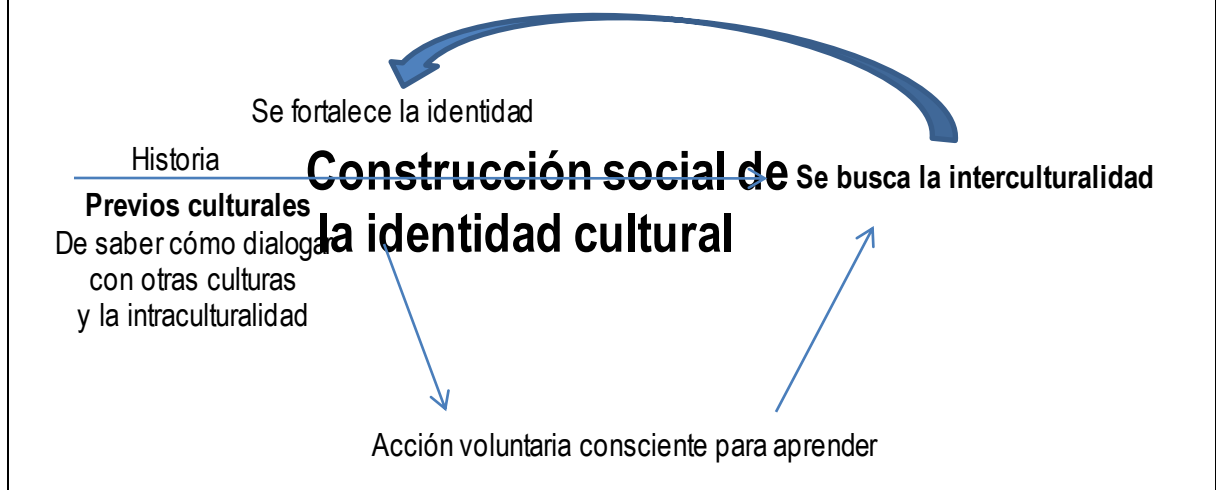 Se fortalece la identidad
Historia
Construcción social de
la identidad cultural
Se busca la interculturalidad
Previos culturales
De saber cómo dialogar
con otras culturas
y la intraculturalidad
Acción voluntaria consciente para aprender